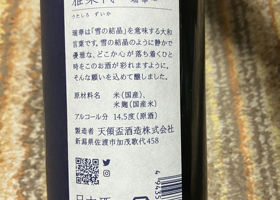 雅楽代
うたしろ ずいか
瑞華は「雪の結晶」を意味する大和
言葉です。雪の結晶のように静かで
優雅な、どこか心が落ち着くひと
時をこのお酒が彩れますように。
そんな願いを込めて醸しました。
原材料名 米(国産)、
米麹(国産米)
アルコール分 14.5度(原酒)
製造者 天領盃酒造株式会社
新潟県佐渡市加茂歌代458
日本酒